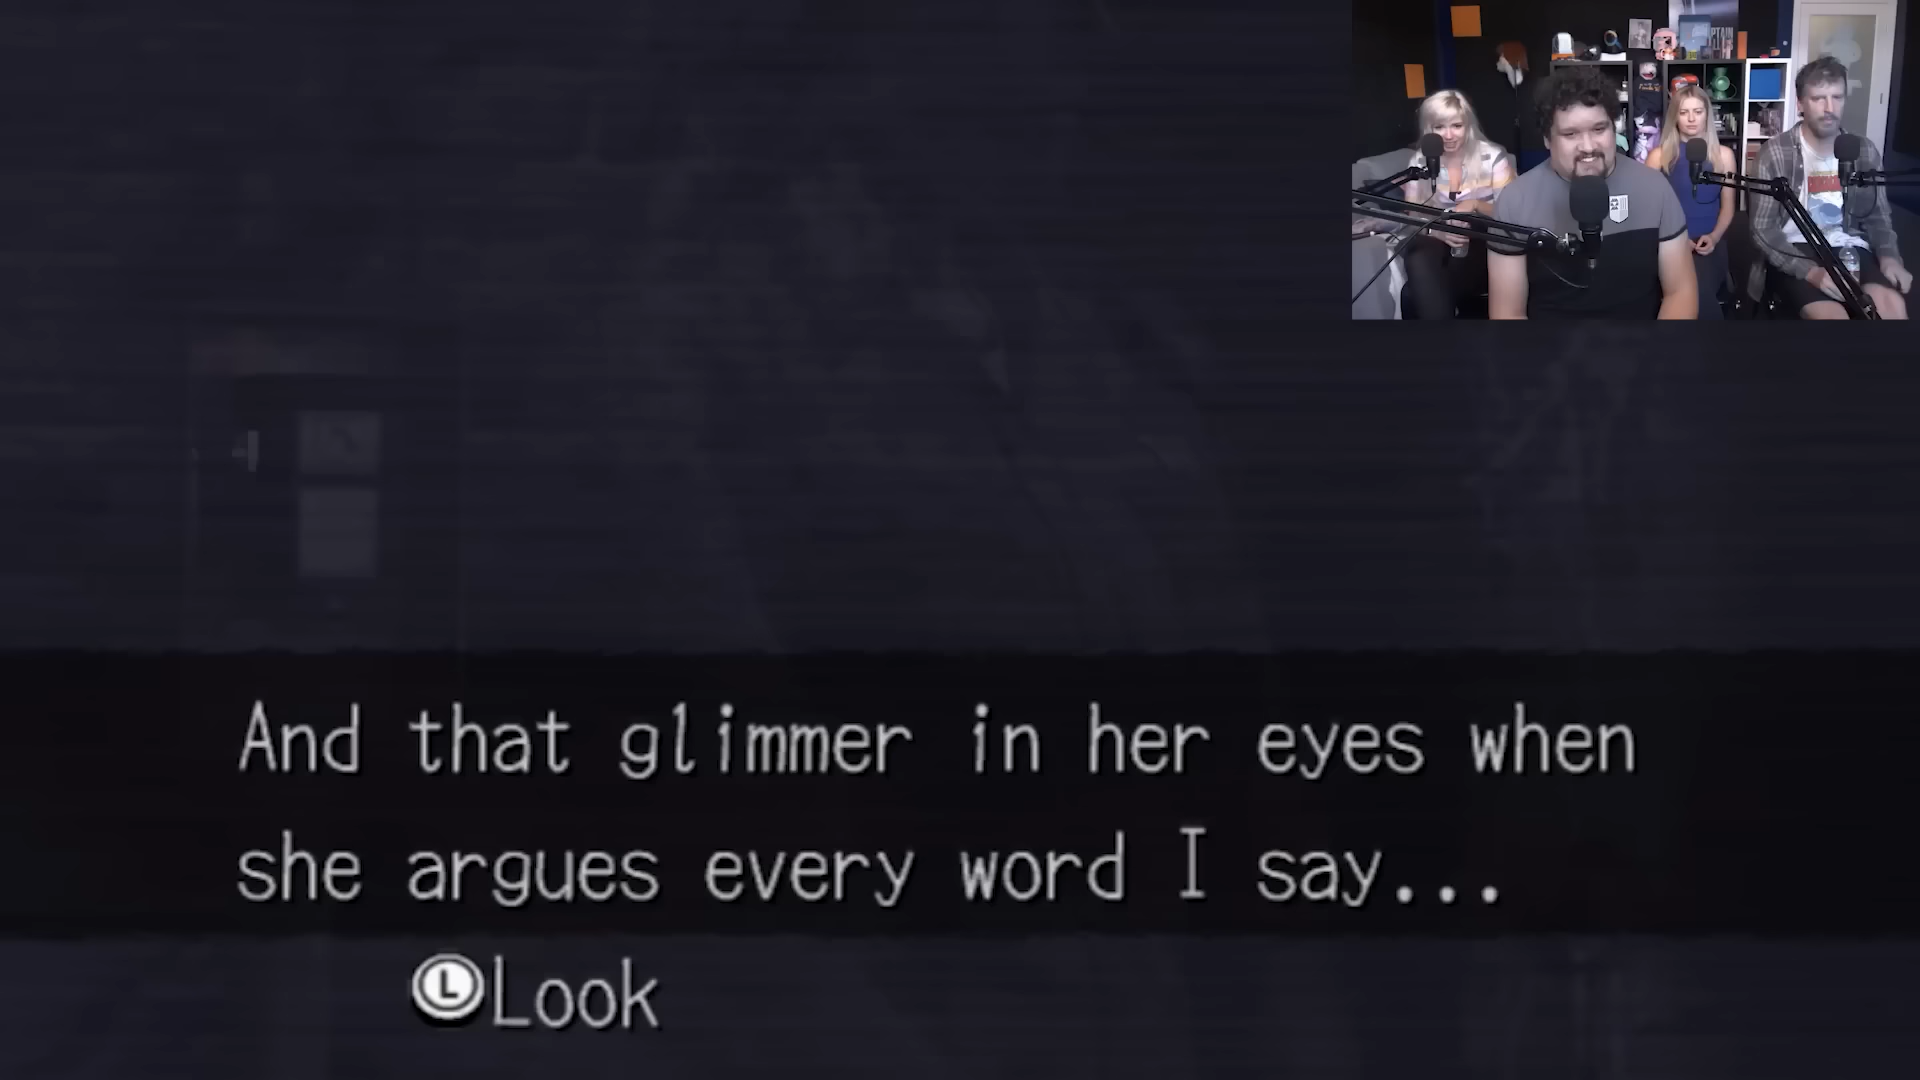 And that glimmer in her eyes when
she argues every word I say...
L Look